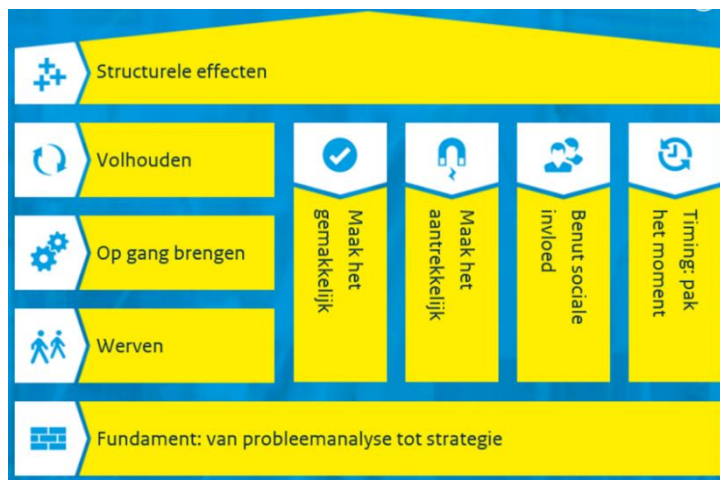 Structurele effecten
Volhouden
Op gang brengen
Werven
Maak het
gemakkelijk
Maak het
aantrekkelijk
Benut sociale
invloed
Timing: pak
het moment
Fundament: van probleemanalyse tot strategie